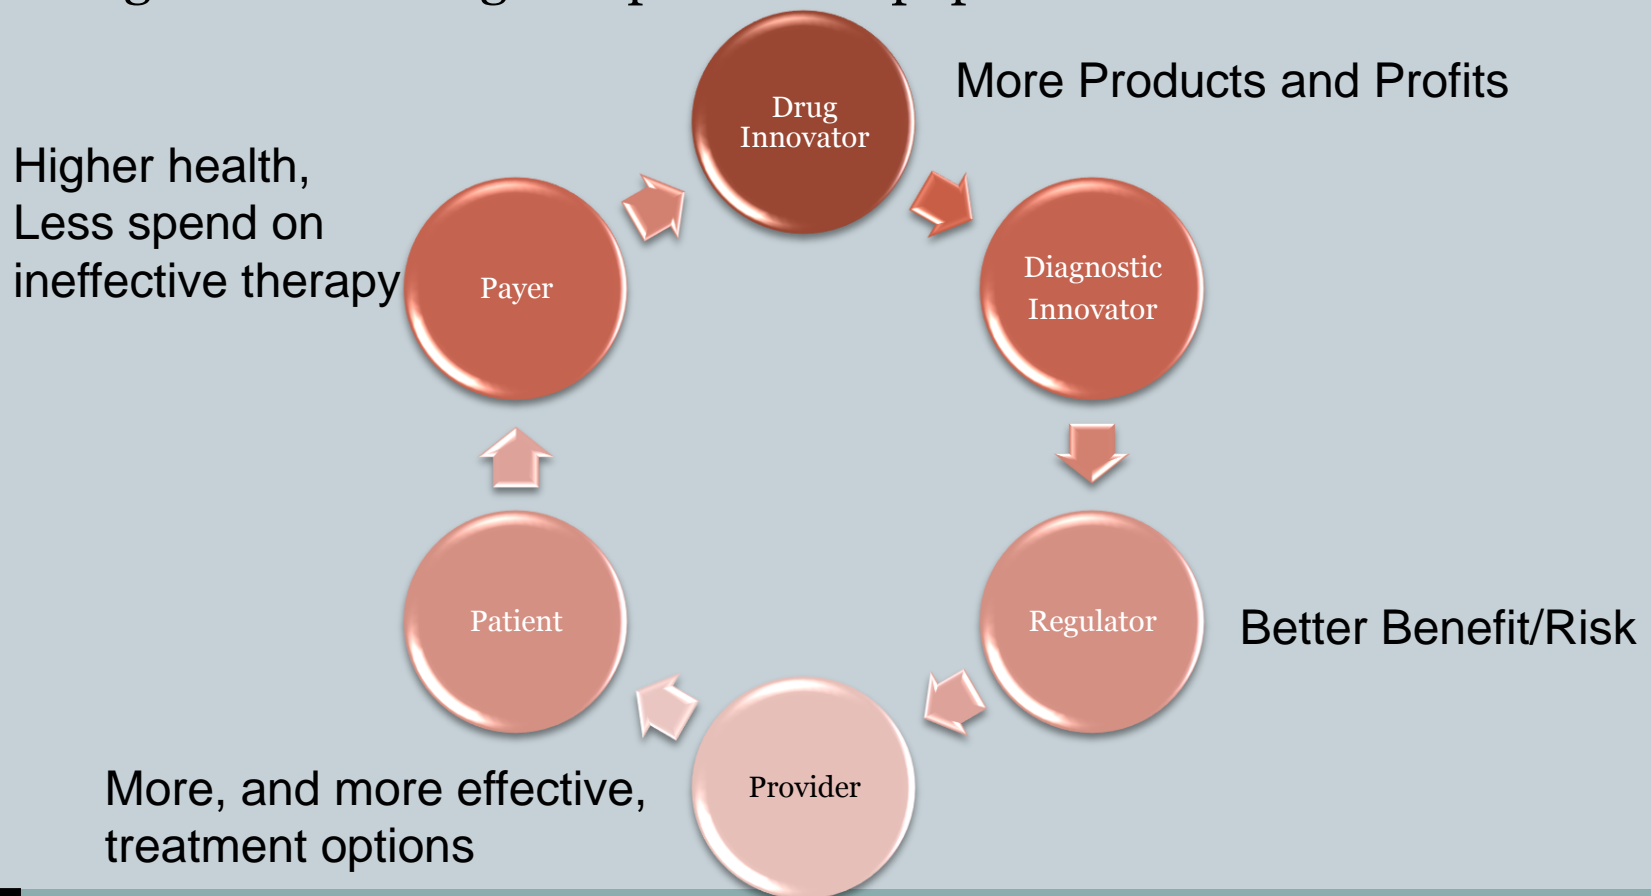 Drug
Innovator
More Products and Profits
Higher health,
Less spend on
ineffective therapy
Payer
Diagnostic
Innovator
Patient
Regulator
Better Benefit/Risk
Provider
More, and more effective,
treatment options